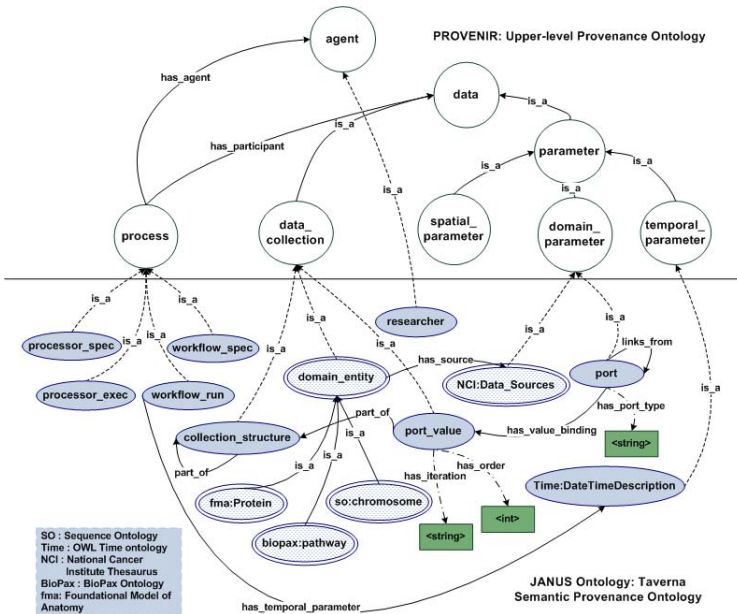 agent
PROVENIR: Upper-level Provenance Ontology
has_agent
data
is_a
is_a
has_participant
parameter
is_a
is_a
is_a
is_a
process
data_
collection
spatial_
parameter
domain_
parameter
temporal_
parameter
is_a
is_a
is_a
is_a
researcher
is_a
is_a
processor_spec
workflow_spec
is_a
is_a
links_from
domain_entity
has_source
NCI:Data_Sources
port
is_a
processor_exec
workflow_run
is_a
has_port_type
part_of
collection_structure
port_value
has_value_binding
<string>
part_of
is_a
is_a
is_a
has_iteration
has_order
Time:DateTimeDescription
fma:Protein
so:chromosome
<string>
<int>
biopax:pathway
SO : Sequence Ontology
Time : OWL Time ontology
NCI : National Cancer
Institute Thesaurus
BioPax : BioPax Ontology
fma: Foundational Model of
Anatomy
has_temporal_parameter
JANUS Ontology: Taverna
Semantic Provenance Ontology